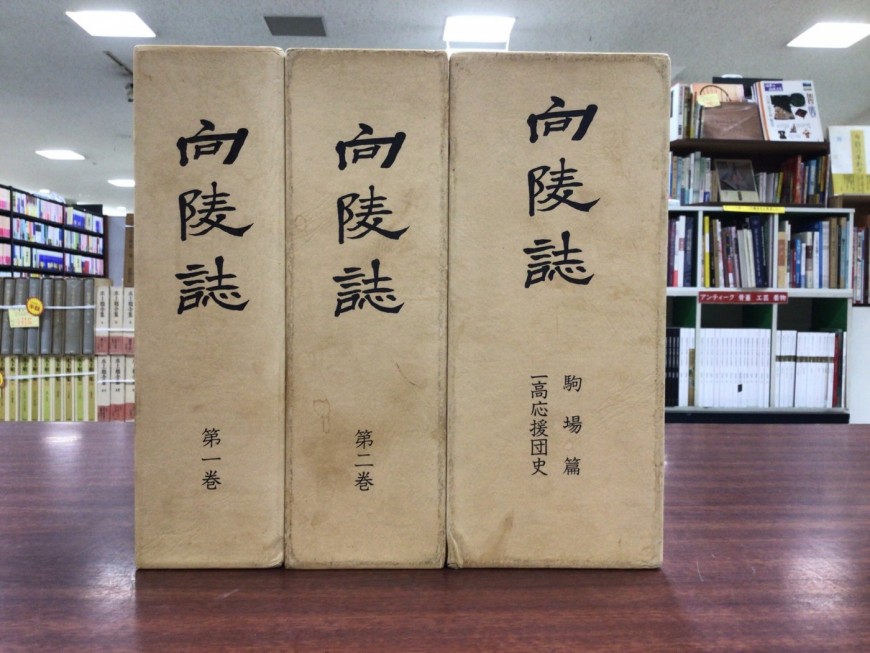 向陵誌
第一巻
向陵誌
第二巻
向陵誌
駒場篇
一高応援団史
アンティーク 骨董 工芸 着物